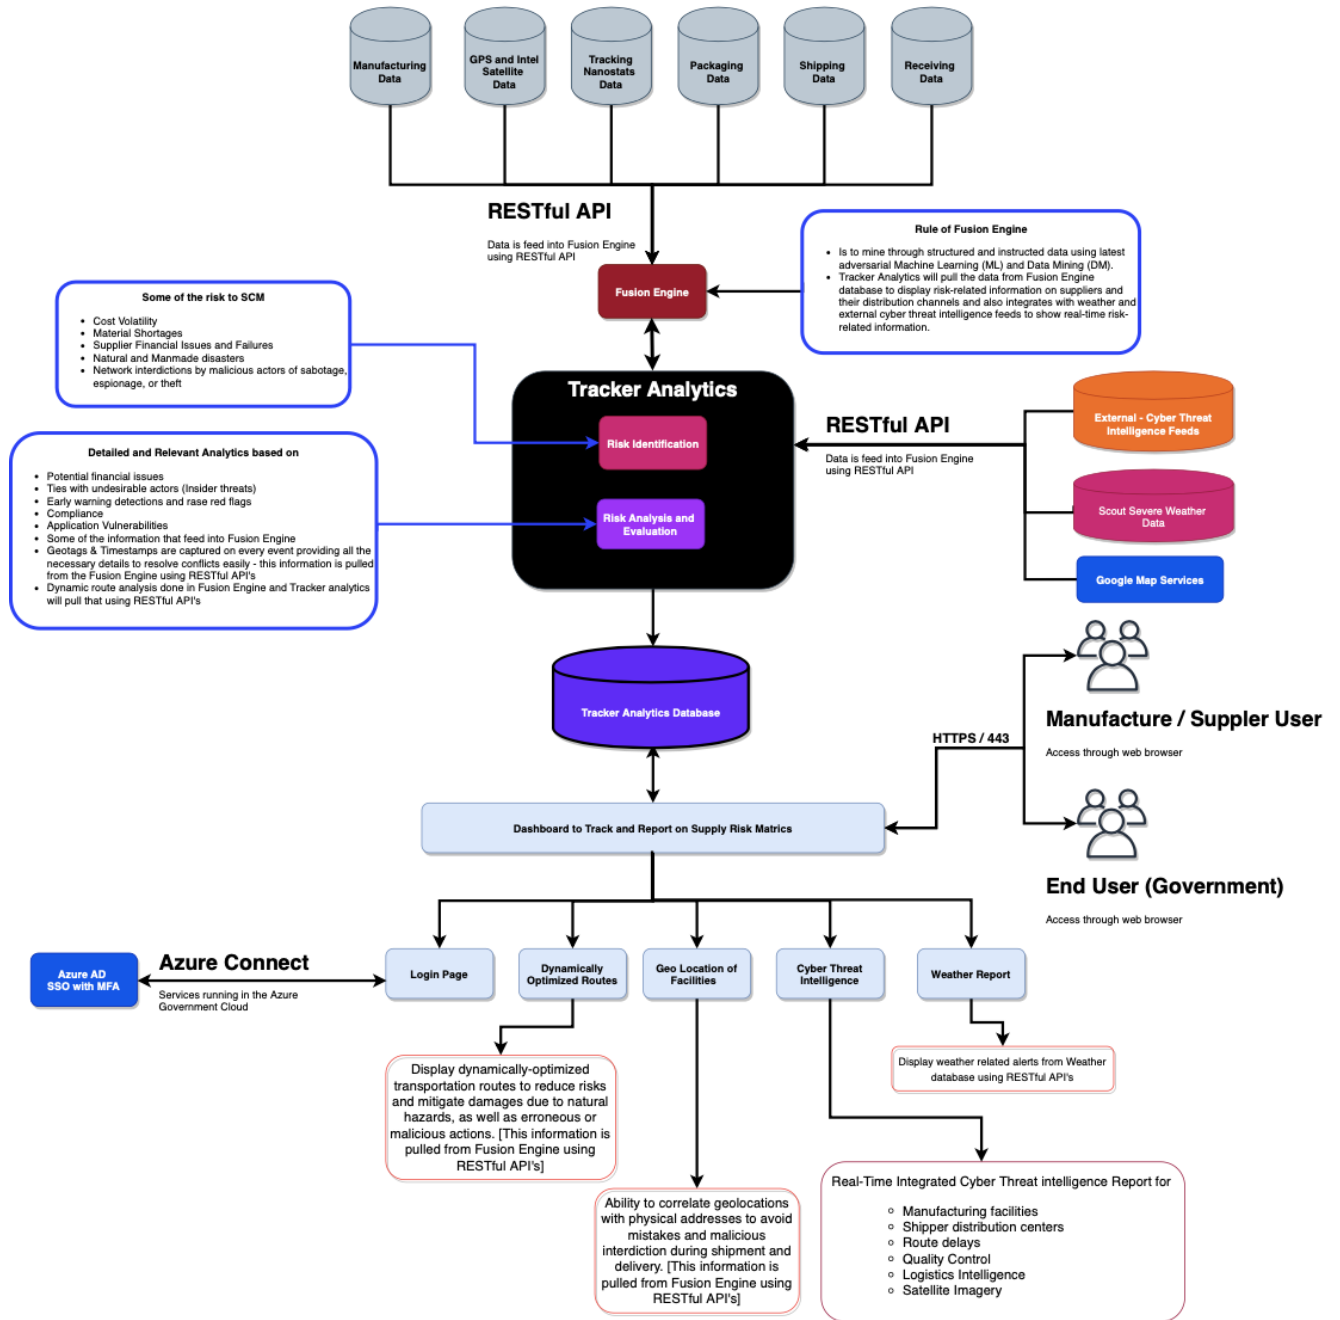 Manufacturing
Data
GPS and Intel
Satellite
Data
Tracking
Nanostats
Data
Packaging
Data
Shipping
Data
Receiving
Data
RESTful API
Data is feed into Fusion Engine
using RESTful API
Fusion Engine
Rule of Fusion Engine
• Is to mine through structured and instructed data using latest
adversarial Machine Learning (ML) and Data Mining (DM).
• Tracker Analytics will pull the data from Fusion Engine
database to display risk-related information on suppliers and
their distribution channels and also integrates with weather and
external cyber threat intelligence feeds to show real-time risk-
related information.
Some of the risk to SCM
• Cost Volatility
• Material Shortages
• Supplier Financial Issues and Failures
• Natural and Manmade disasters
• Network interdictions by malicious actors of sabotage,
espionage, or theft
Tracker Analytics
Risk Identification
Risk Analysis and
Evaluation
RESTful API
Data is feed into Fusion Engine
using RESTful API
External - Cyber Threat
Intelligence Feeds
Scout Severe Weather
Data
Google Map Services
Detailed and Relevant Analytics based on
• Potential financial issues
• Ties with undesirable actors (Insider threats)
• Early warning detections and rase red flags
• Compliance
• Application Vulnerabilities
• Some of the information that feed into Fusion Engine
• Geotags & Timestamps are captured on every event providing all the
necessary details to resolve conflicts easily - this information is pulled
from the Fusion Engine using RESTful API's
• Dynamic route analysis done in Fusion Engine and Tracker analytics
will pull that using RESTful API's
Tracker Analytics Database
Manufacture / Suppler User
Access through web browser
HTTPS / 443
Dashboard to Track and Report on Supply Risk Matrics
End User (Government)
Access through web browser
Azure AD
SSO with MFA
Azure Connect
Services running in the Azure
Government Cloud
Login Page
Dynamically
Optimized Routes
Geo Location of
Facilities
Cyber Threat
Intelligence
Weather Report
Display dynamically-optimized
transportation routes to reduce risks
and mitigate damages due to natural
hazards, as well as erroneous or
malicious actions. [This information is
pulled from Fusion Engine using
RESTful API's]
Display weather related alerts from Weather
database using RESTful API's
Ability to correlate geolocations
with physical addresses to avoid
mistakes and malicious
interdiction during shipment and
delivery. [This information is
pulled from Fusion Engine using
RESTful API's]
Real-Time Integrated Cyber Threat intelligence Report for
○ Manufacturing facilities
○ Shipper distribution centers
○ Route delays
○ Quality Control
○ Logistics Intelligence
○ Satellite Imagery